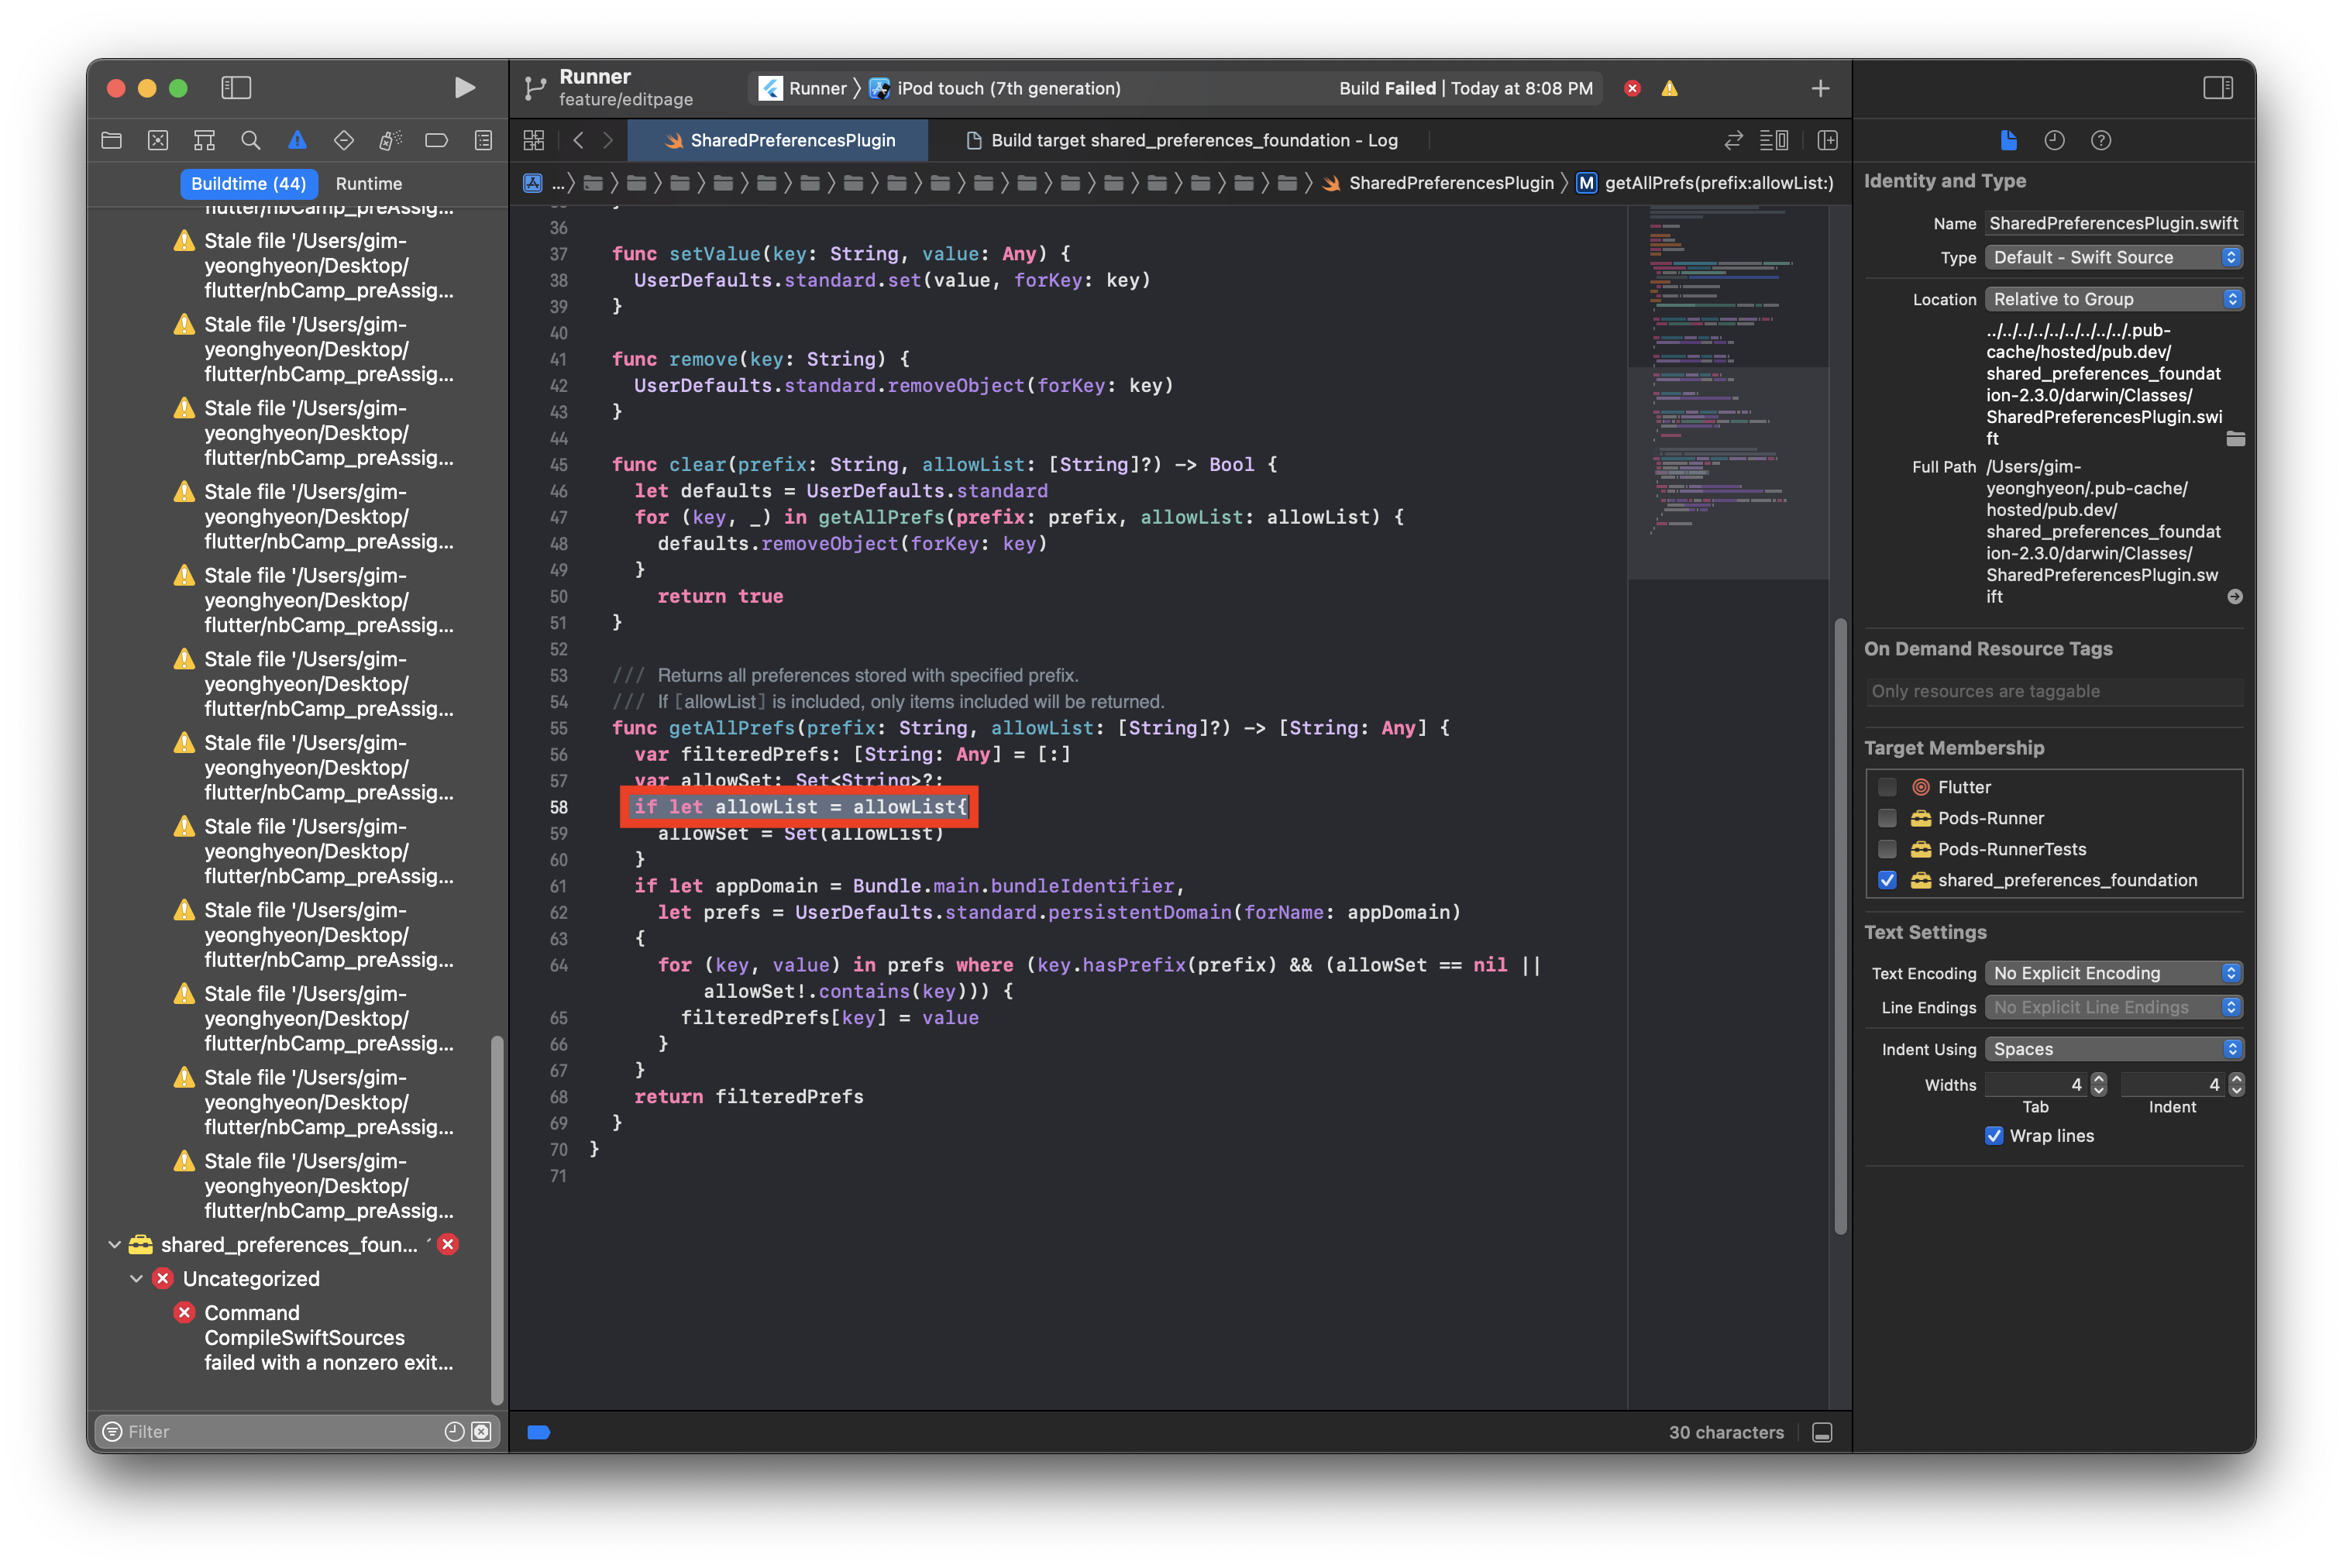 Runner
feature/editpage
Runner
iPod touch (7th generation)
Build Failed | Today at 8:08 PM
SharedPreferencesPlugin
Build target shared_preferences_foundation - Log
Buildtime (44)
Runtime
...
SharedPreferencesPlugin
M
getAllPrefs(prefix:allowList:)
flutter/nbCamp_preAssig...
Stale file '/Users/gim-
yeonghyeon/Desktop/
flutter/nbCamp_preAssig...
Stale file '/Users/gim-
yeonghyeon/Desktop/
flutter/nbCamp_preAssig...
Stale file '/Users/gim-
yeonghyeon/Desktop/
flutter/nbCamp_preAssig...
Stale file '/Users/gim-
yeonghyeon/Desktop/
flutter/nbCamp_preAssig...
Stale file '/Users/gim-
yeonghyeon/Desktop/
flutter/nbCamp_preAssig...
Stale file '/Users/gim-
yeonghyeon/Desktop/
flutter/nbCamp_preAssig...
Stale file '/Users/gim-
yeonghyeon/Desktop/
flutter/nbCamp_preAssig...
Stale file '/Users/gim-
yeonghyeon/Desktop/
flutter/nbCamp_preAssig...
Stale file '/Users/gim-
yeonghyeon/Desktop/
flutter/nbCamp_preAssig...
Stale file '/Users/gim-
yeonghyeon/Desktop/
flutter/nbCamp_preAssig...
Stale file '/Users/gim-
yeonghyeon/Desktop/
flutter/nbCamp_preAssig...
Stale file '/Users/gim-
yeonghyeon/Desktop/
flutter/nbCamp_preAssig...
shared_preferences_foun...
Uncategorized
Command
CompileSwiftSources
failed with a nonzero exit...
Filter
36
37 func setValue(key: String, value: Any) {
38 UserDefaults.standard.set(value, forKey: key)
39 }
40
41 func remove(key: String) {
42 UserDefaults.standard.removeObject(forKey: key)
43 }
44
45 func clear(prefix: String, allowList: [String]?) -> Bool {
46 let defaults = UserDefaults.standard
47 for (key, _) in getAllPrefs(prefix: prefix, allowList: allowList) {
48 defaults.removeObject(forKey: key)
49 }
50 return true
51 }
52
53 /// Returns all preferences stored with specified prefix.
54 /// If [allowList] is included, only items included will be returned.
55 func getAllPrefs(prefix: String, allowList: [String]?) -> [String: Any] {
56 var filteredPrefs: [String: Any] = [:]
57 var allowSet: Set<String>?;
58 if let allowList = allowList{
59 allowSet = Set(allowList)
60 }
61 if let appDomain = Bundle.main.bundleIdentifier,
62 let prefs = UserDefaults.standard.persistentDomain(forName: appDomain)
63 {
64 for (key, value) in prefs where (key.hasPrefix(prefix) && (allowSet == nil ||
allowSet!.contains(key))) {
65 filteredPrefs[key] = value
66 }
67 }
68 return filteredPrefs
69 }
70 }
71
30 characters
Identity and Type
Name SharedPreferencesPlugin.swift
Type Default - Swift Source
Location Relative to Group
../../../../../../../../../.pub-
cache/hosted/pub.dev/
shared_preferences_foundat
ion-2.3.0/darwin/Classes/
SharedPreferencesPlugin.swi
ft
Full Path /Users/gim-
yeonghyeon/.pub-cache/
hosted/pub.dev/
shared_preferences_foundat
ion-2.3.0/darwin/Classes/
SharedPreferencesPlugin.sw
ift
On Demand Resource Tags
Only resources are taggable
Target Membership
Flutter
Pods-Runner
Pods-RunnerTests
shared_preferences_foundation
Text Settings
Text Encoding No Explicit Encoding
Line Endings No Explicit Line Endings
Indent Using Spaces
Widths 4 4
Tab Indent
Wrap lines